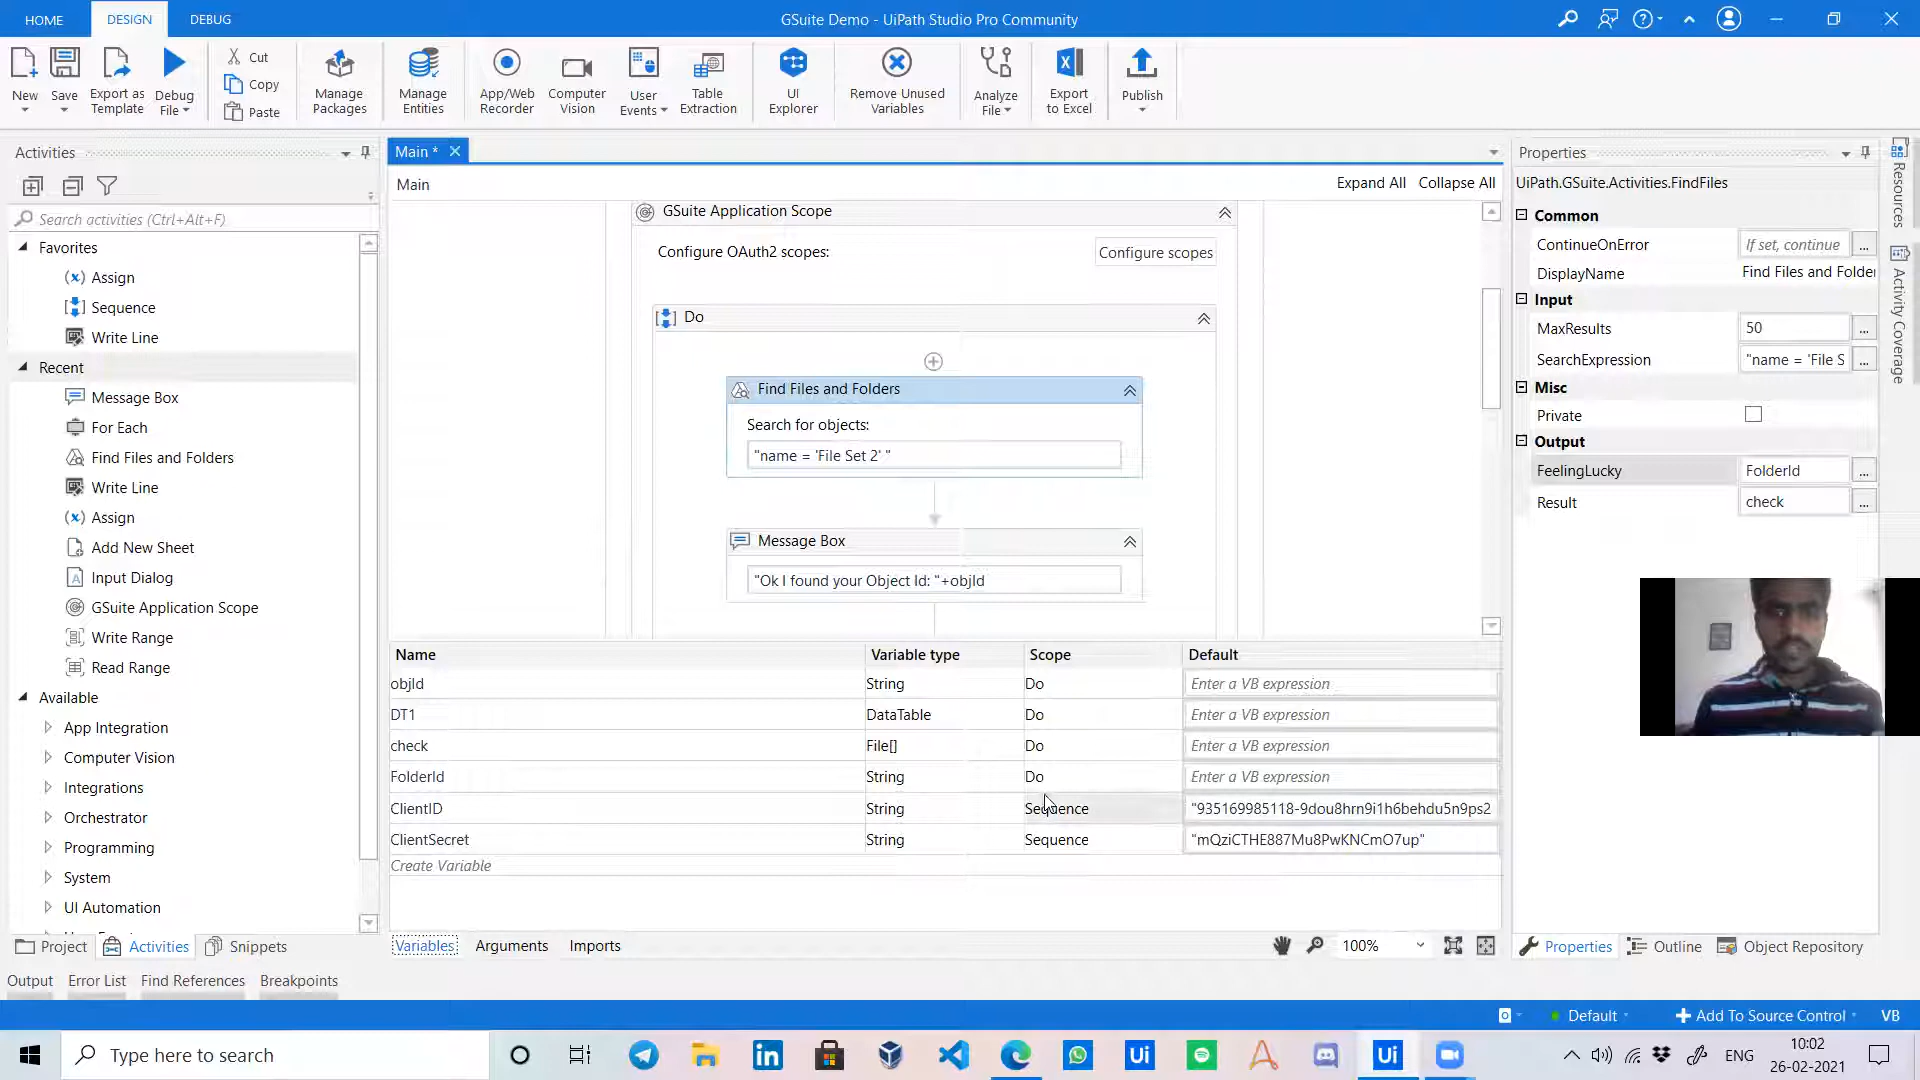 HOME
DESIGN
DEBUG
GSuite Demo - UiPath Studio Pro Community
New
Save
Export as Template
Debug File
Cut
Copy
Paste
Manage Packages
Manage Entities
App/Web Recorder
Computer Vision
User Events
Table Extraction
UI Explorer
Remove Unused Variables
Analyze File
Export to Excel
Publish
Activities
Search activities (Ctrl+Alt+F)
Favorites
Assign
Sequence
Write Line
Recent
Message Box
For Each
Find Files and Folders
Write Line
Assign
Add New Sheet
Input Dialog
GSuite Application Scope
Write Range
Read Range
Available
App Integration
Computer Vision
Integrations
Orchestrator
Programming
System
UI Automation
Project
Activities
Snippets
Main *
Main
Expand All
Collapse All
GSuite Application Scope
Configure OAuth2 scopes:
Configure scopes
Do
Find Files and Folders
Search for objects:
"name = 'File Set 2' "
Message Box
"Ok I found your Object Id: "+objId
Name Variable type Scope Default
objId String Do Enter a VB expression
DT1 DataTable Do Enter a VB expression
check File[] Do Enter a VB expression
FolderId String Do Enter a VB expression
ClientID String Sequence "935169985118-9dou8hrn9i1h6behdu5n9ps2
ClientSecret String Sequence "mQziCTHE887Mu8PwKNCmO7up"
Create Variable
Variables
Arguments
Imports
100%
Properties
UiPath.GSuite.Activities.FindFiles
Common
ContinueOnError If set, continue ...
DisplayName Find Files and Folder
Input
MaxResults 50 ...
SearchExpression "name = 'File S ...
Misc
Private
Output
FeelingLucky FolderId ...
Result check ...
Resources
Activity Coverage
Properties
Outline
Object Repository
Output
Error List
Find References
Breakpoints
Default
Add To Source Control
VB
Type here to search
ENG
10:02
26-02-2021